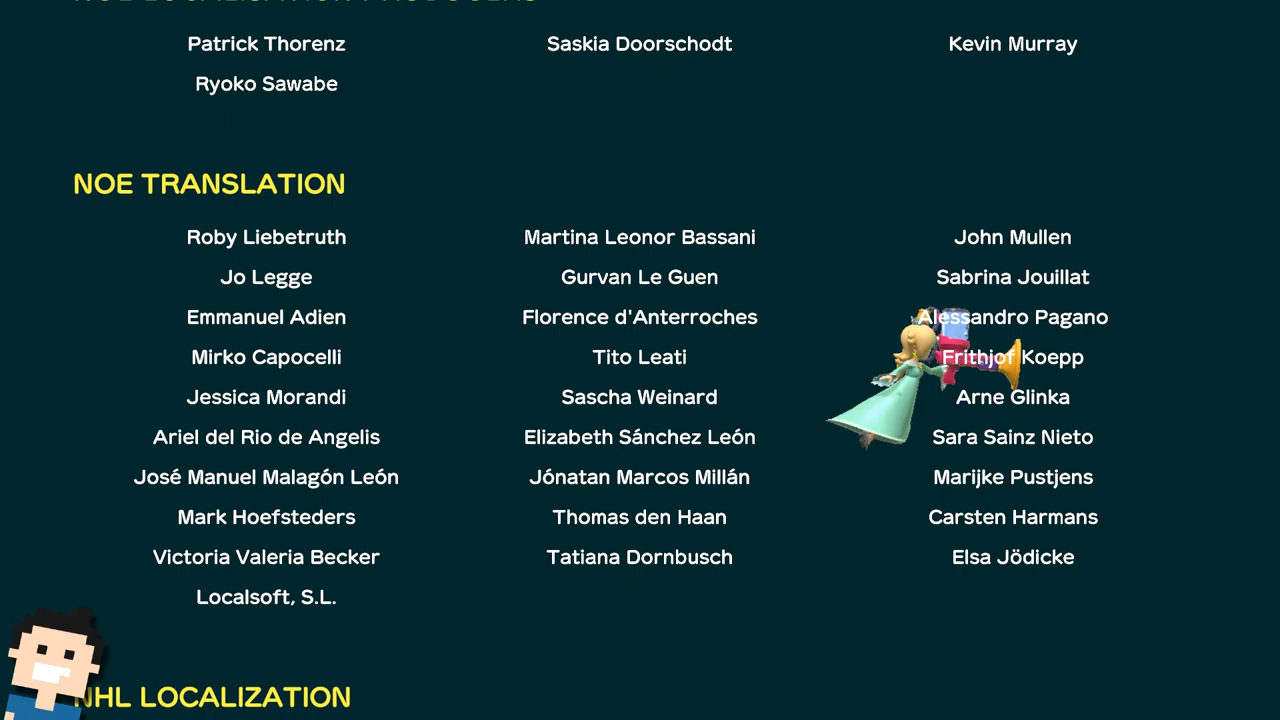 NOE LOCALISATION PRODUCERS
Patrick Thorenz Saskia Doorschodt Kevin Murray
Ryoko Sawabe
NOE TRANSLATION
Roby Liebetruth Martina Leonor Bassani John Mullen
Jo Legge Gurvan Le Guen Sabrina Jouillat
Emmanuel Adien Florence d'Anterroches Alessandro Pagano
Mirko Capocelli Tito Leati Frithjof Koepp
Jessica Morandi Sascha Weinard Arne Glinka
Ariel del Rio de Angelis Elizabeth Sánchez León Sara Sainz Nieto
José Manuel Malagón León Jónatan Marcos Millán Marijke Pustjens
Mark Hoefsteders Thomas den Haan Carsten Harmans
Victoria Valeria Becker Tatiana Dornbusch Elsa Jödicke
Localsoft, S.L.
NHL LOCALIZATION